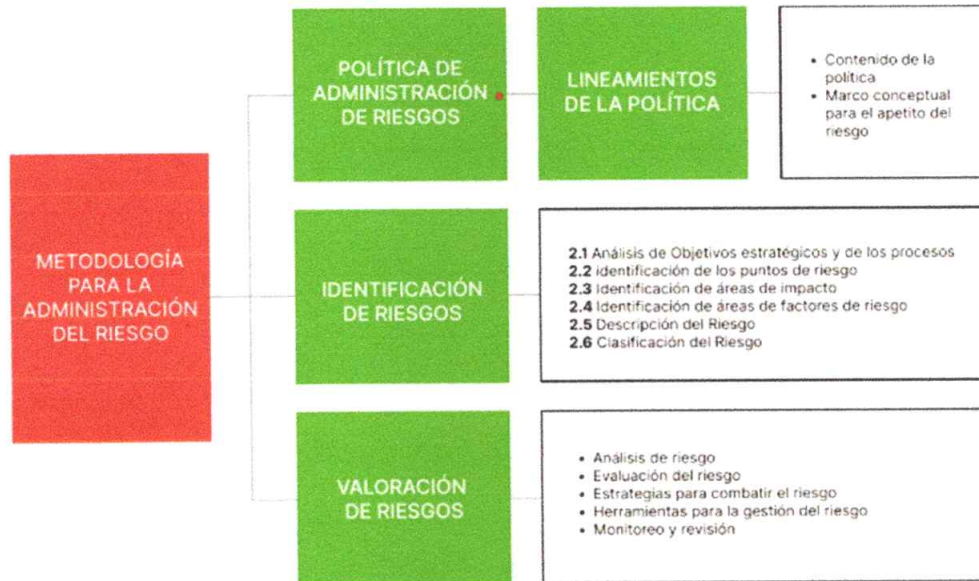 METODOLOGÍA
PARA LA
ADMINISTRACIÓN
DEL RIESGO
POLÍTICA DE
ADMINISTRACIÓN
DE RIESGOS
LINEAMIENTOS
DE LA POLÍTICA
• Contenido de la
política
• Marco conceptual
para el apetito del
riesgo
IDENTIFICACIÓN
DE RIESGOS
2.1 Análisis de Objetivos estratégicos y de los procesos
2.2 identificación de los puntos de riesgo
2.3 Identificación de áreas de impacto
2.4 Identificación de áreas de factores de riesgo
2.5 Descripción del Riesgo
2.6 Clasificación del Riesgo
VALORACIÓN
DE RIESGOS
• Análisis de riesgo
• Evaluación del riesgo
• Estrategias para combatir el riesgo
• Herramientas para la gestión del riesgo
• Monitoreo y revisión